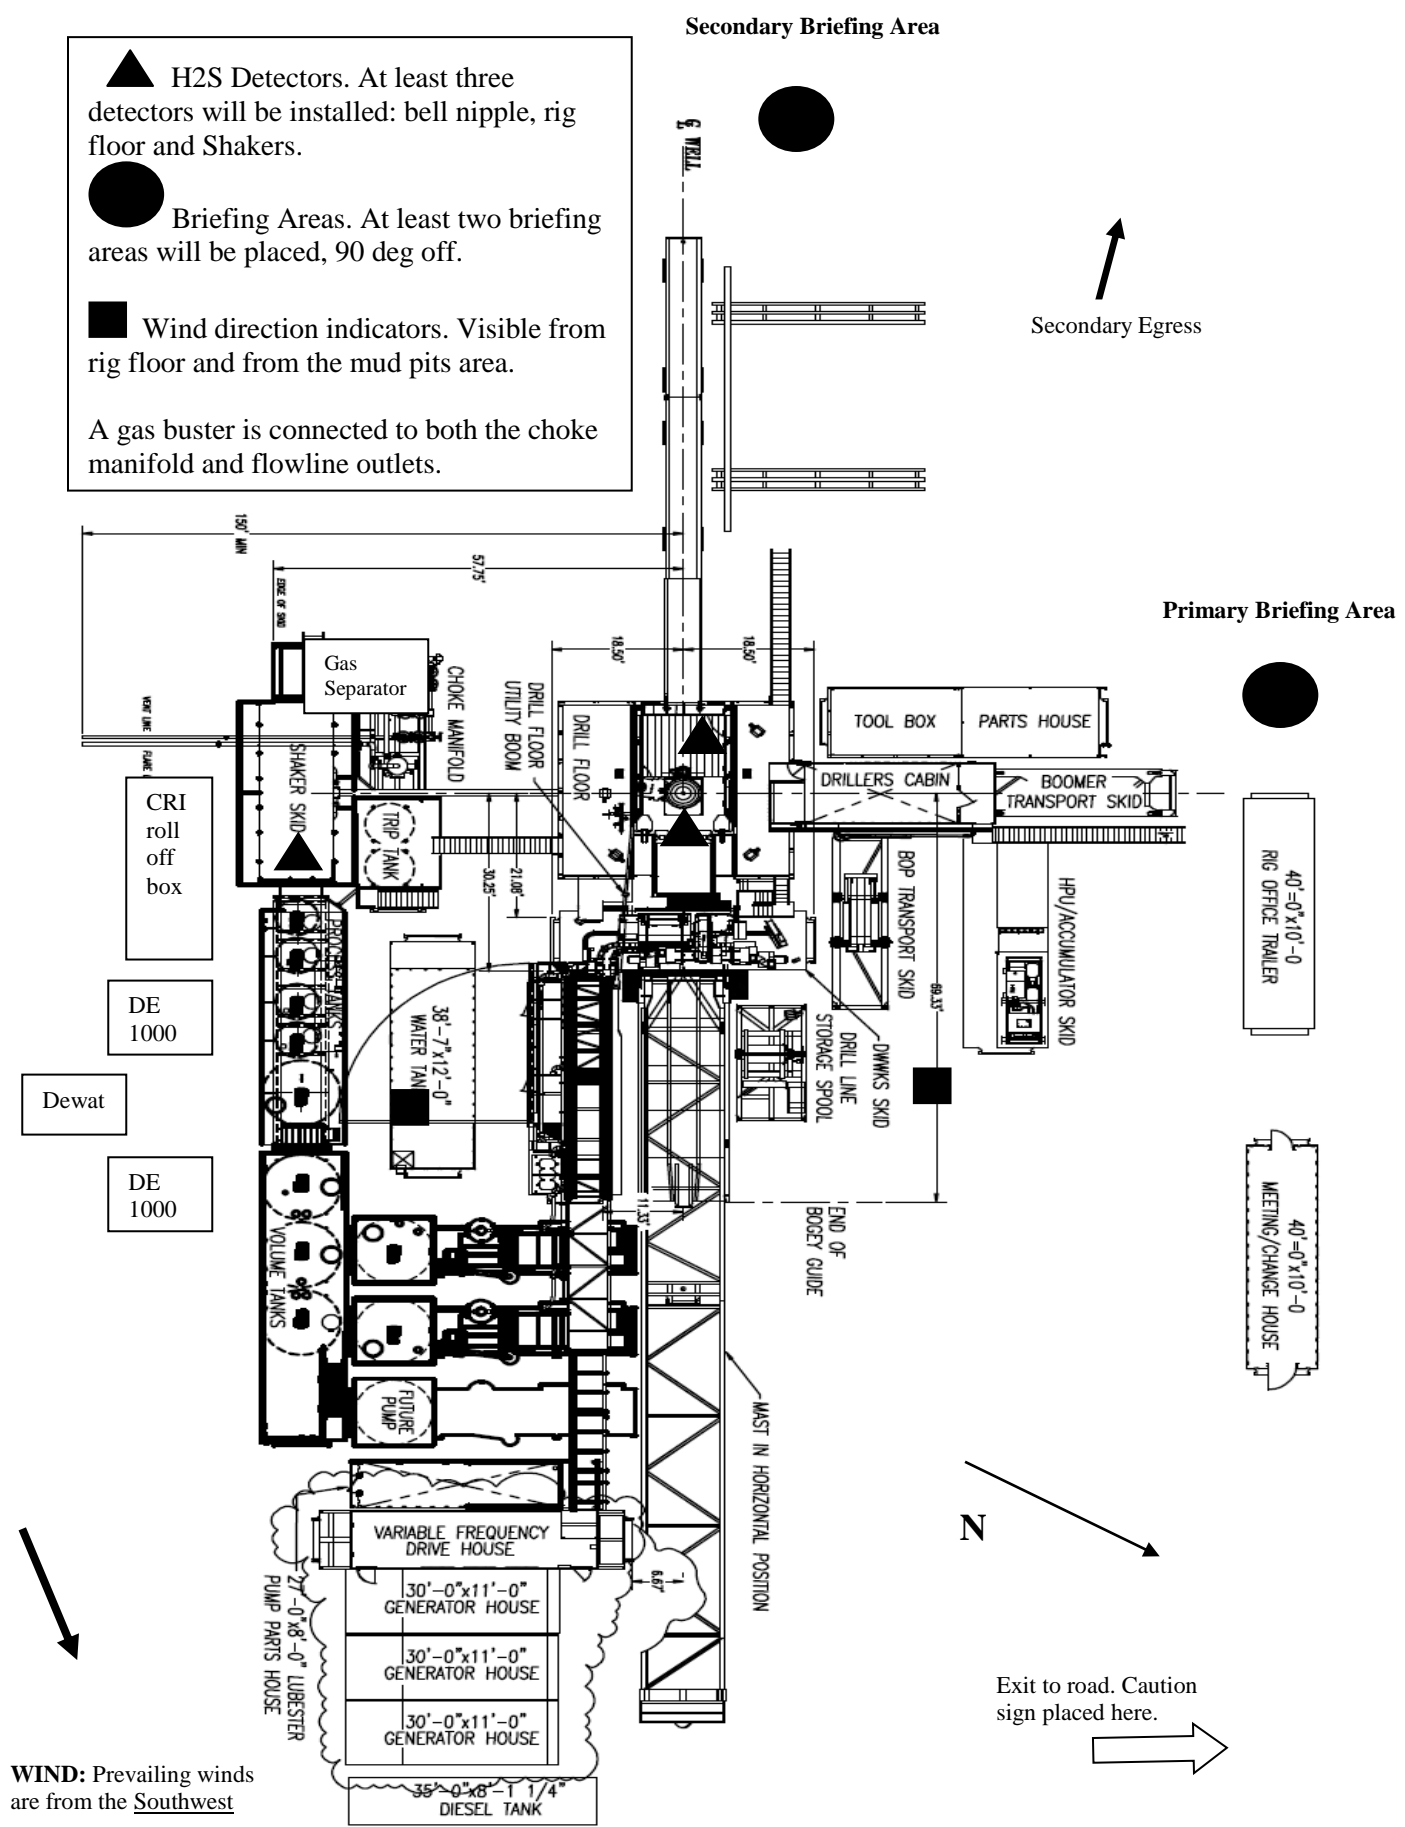 Secondary Briefing Area
H2S Detectors. At least three
detectors will be installed: bell nipple, rig
floor and Shakers.
Briefing Areas. At least two briefing
areas will be placed, 90 deg off.
Wind direction indicators. Visible from
rig floor and from the mud pits area.
A gas buster is connected to both the choke
manifold and flowline outlets.
℄ WELL
Secondary Egress
150' MIN
57.75'
EDGE OF SKID
Primary Briefing Area
18.50'
18.50'
Gas
Separator
CHOKE MANIFOLD
DRILL FLOOR
UTILITY BOOM
DRILL FLOOR
TOOL BOX
PARTS HOUSE
VENT LINE
SHAKER SKID
DRILLERS CABIN
BOOMER
TRANSPORT SKID
CRI
roll
off
box
TRIP TANK
30.25'
21.08'
BOP TRANSPORT SKID
HPU/ACCUMULATOR SKID
40'=0"x10'-0
RIG OFFICE TRAILER
PROCESS TANKS
DE
1000
38'-7"x12'-0"
WATER TANK
69.33'
DWWKS SKID
DRILL LINE
STORAGE SPOOL
Dewat
DE
1000
VOLUME TANKS
11.33'
END OF
BOGEY GUIDE
40'=0"x10'-0
MEETING/CHANGE HOUSE
FUTURE
PUMP
MAST IN HORIZONTAL POSITION
N
VARIABLE FREQUENCY
DRIVE HOUSE
6.67'
27'-0"x8'-0" LUBESTER
PUMP PARTS HOUSE
30'-0"x11'-0"
GENERATOR HOUSE
30'-0"x11'-0"
GENERATOR HOUSE
30'-0"x11'-0"
GENERATOR HOUSE
Exit to road. Caution
sign placed here.
WIND: Prevailing winds
are from the Southwest
35'-0"x8'-1 1/4"
DIESEL TANK